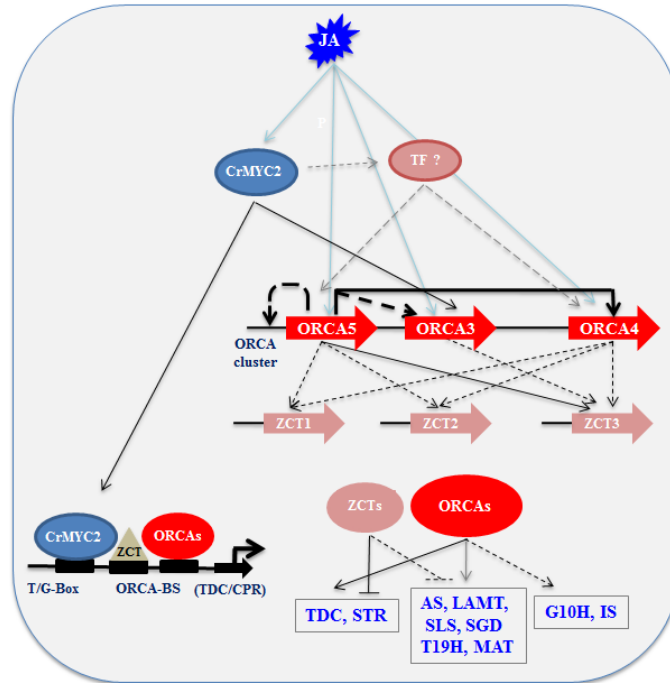 JA
P
CrMYC2
TF ?
ORCA5
ORCA3
ORCA4
ORCA
cluster
ZCT1
ZCT2
ZCT3
ZCTs
ORCAs
CrMYC2
ZCT
ORCAs
T/G-Box
ORCA-BS
(TDC/CPR)
TDC, STR
AS, LAMT,
SLS, SGD
T19H, MAT
G10H, IS